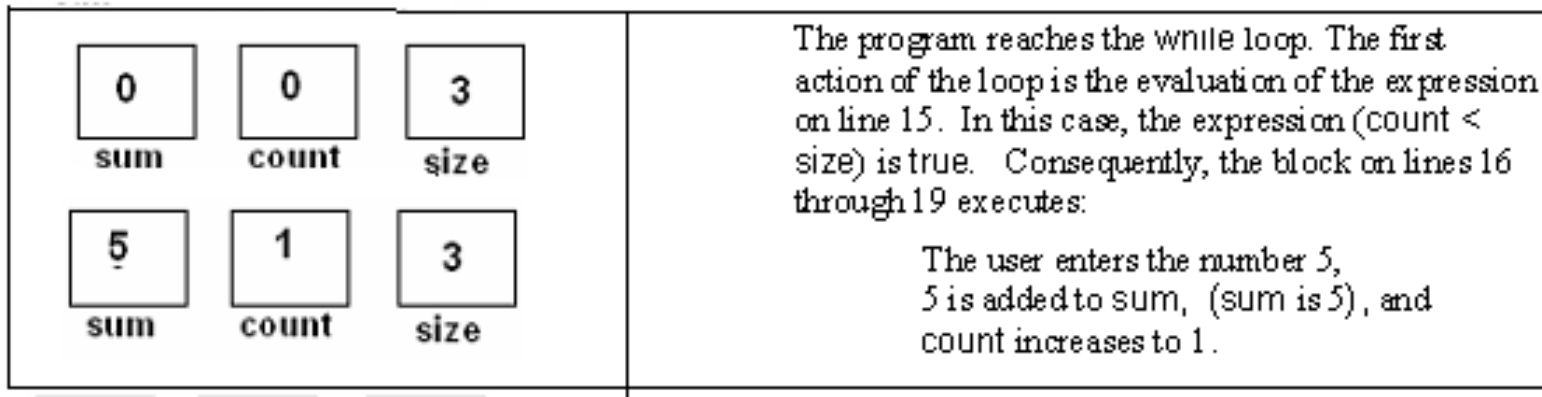 0 0 3
sum count size
5 1 3
sum count size
The program reaches the while loop. The first
action of the loop is the evaluation of the expression
on line 15. In this case, the expression (count <
size) is true. Consequently, the block on lines 16
through 19 executes:
The user enters the number 5,
5 is added to sum, (sum is 5), and
count increases to 1.